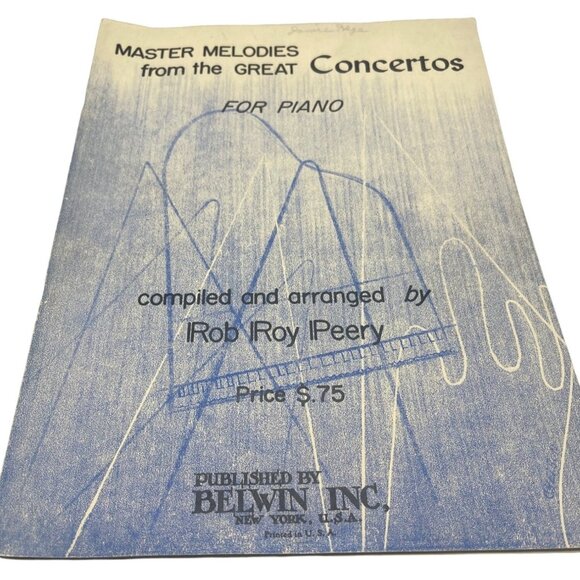 MASTER MELODIES
from the GREAT Concertos
FOR PIANO
compiled and arranged by
Rob Roy Peery
Price $.75
PUBLISHED BY
BELWIN INC,
NEW YORK, U.S.A.
Printed in U. S. A.